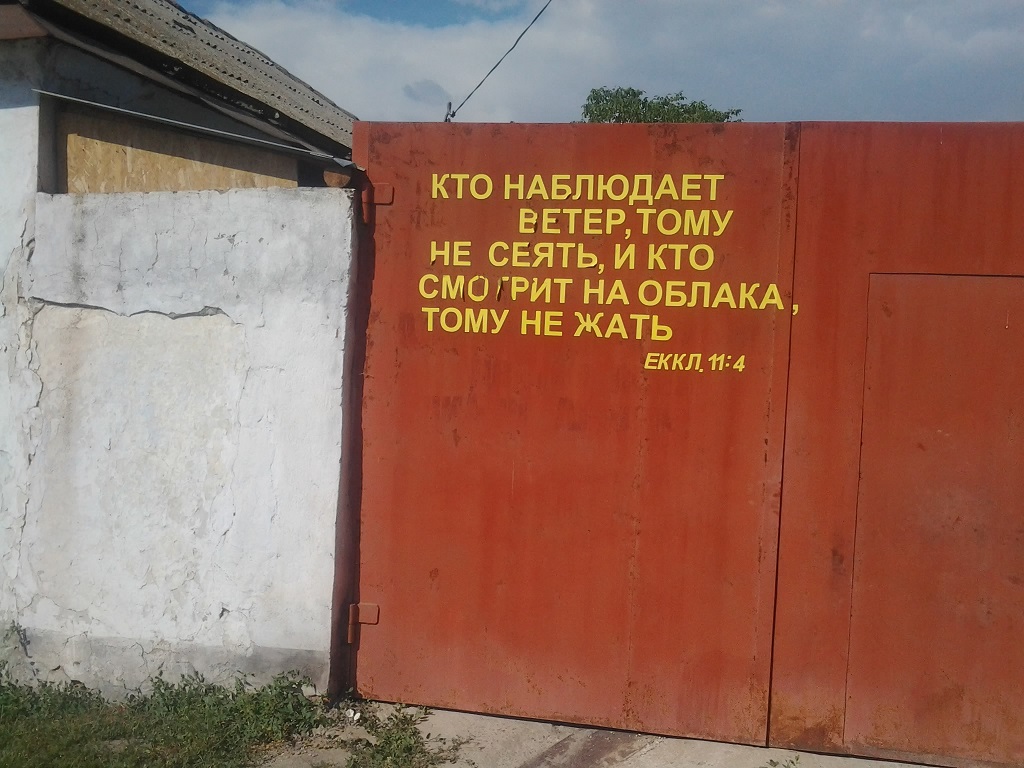 КТО НАБЛЮДАЕТ
ВЕТЕР, ТОМУ
НЕ СЕЯТЬ, И КТО
СМОТРИТ НА ОБЛАКА,
ТОМУ НЕ ЖАТЬ
ЕККЛ. 11:4